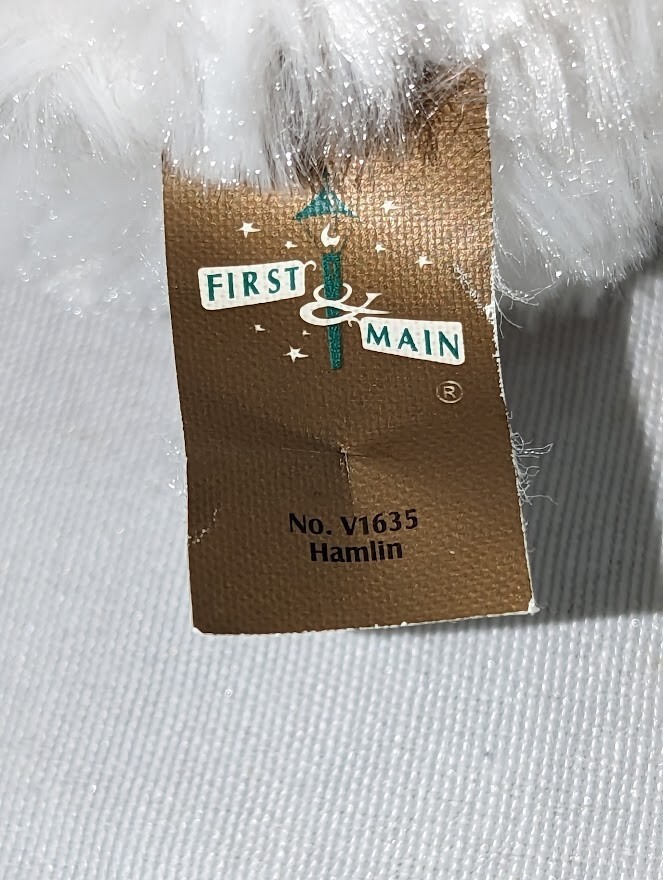 FIRST
&
MAIN
®
No. V1635
Hamlin